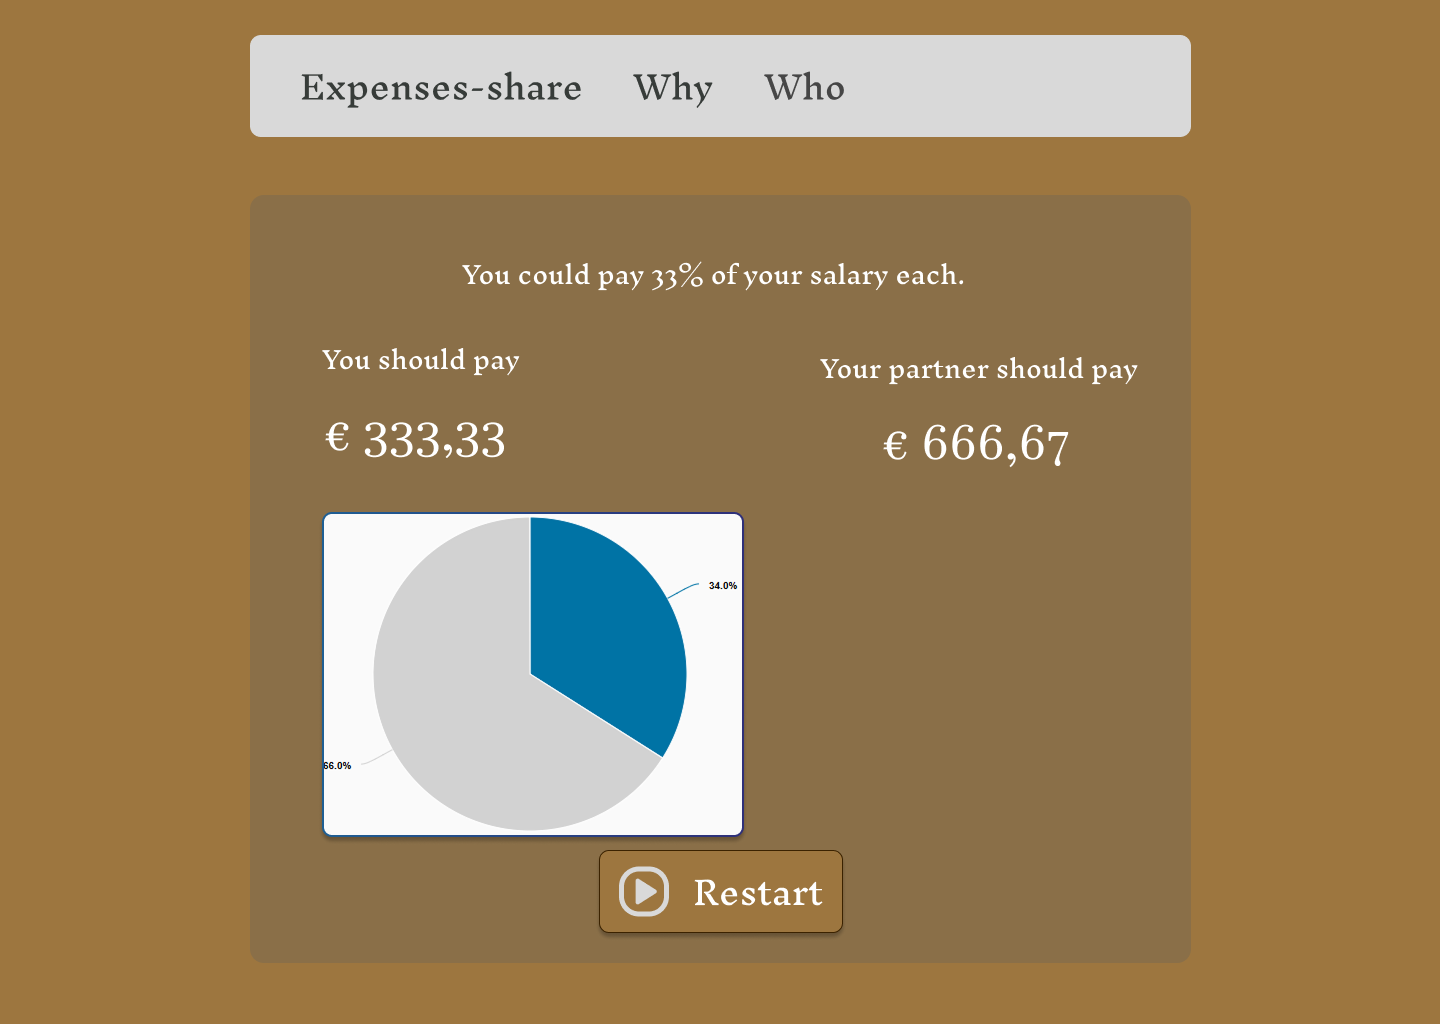 Expenses-share Why Who
You could pay 33% of your salary each.
You should pay
Your partner should pay
€ 333,33
€ 666,67
34.0%
66.0%
Restart